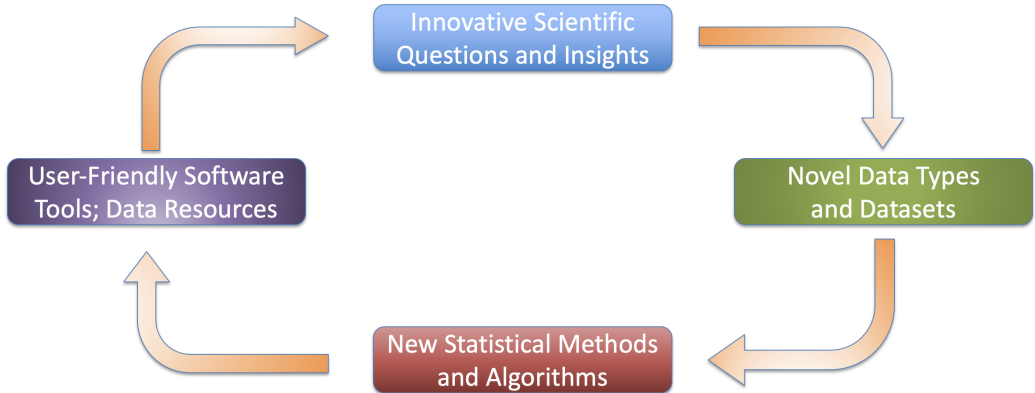 Innovative Scientific
Questions and Insights
User-Friendly Software
Tools; Data Resources
Novel Data Types
and Datasets
New Statistical Methods
and Algorithms